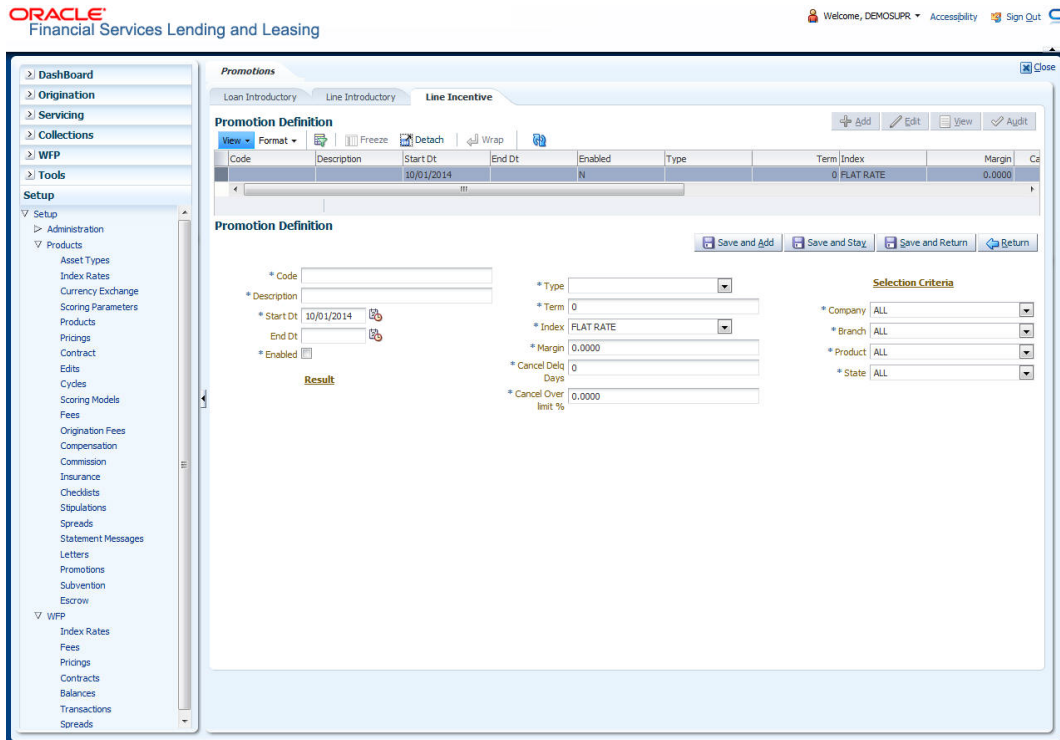 ORACLE
Financial Services Lending and Leasing
Welcome, DEMOSUPR Accessibility Sign Out
DashBoard
Origination
Servicing
Collections
WFP
Tools
Setup
Setup
Administration
Products
Asset Types
Index Rates
Currency Exchange
Scoring Parameters
Products
Pricings
Contract
Edits
Cycles
Scoring Models
Fees
Origination Fees
Compensation
Commission
Insurance
Checklists
Stipulations
Spreads
Statement Messages
Letters
Promotions
Subvention
Escrow
WFP
Index Rates
Fees
Pricings
Contracts
Balances
Transactions
Spreads
Promotions
Close
Loan Introductory Line Introductory Line Incentive
Promotion Definition
Add Edit View Audit
View Format Freeze Detach Wrap
Code Description Start Dt End Dt Enabled Type Term Index Margin Ca
10/01/2014 N 0 FLAT RATE 0.0000
Promotion Definition
Save and Add Save and Stay Save and Return Return
* Code
* Description
* Start Dt 10/01/2014
End Dt
* Enabled
Result
* Type
* Term 0
* Index FLAT RATE
* Margin 0.0000
* Cancel Delq Days 0
* Cancel Over limit % 0.0000
Selection Criteria
* Company ALL
* Branch ALL
* Product ALL
* State ALL